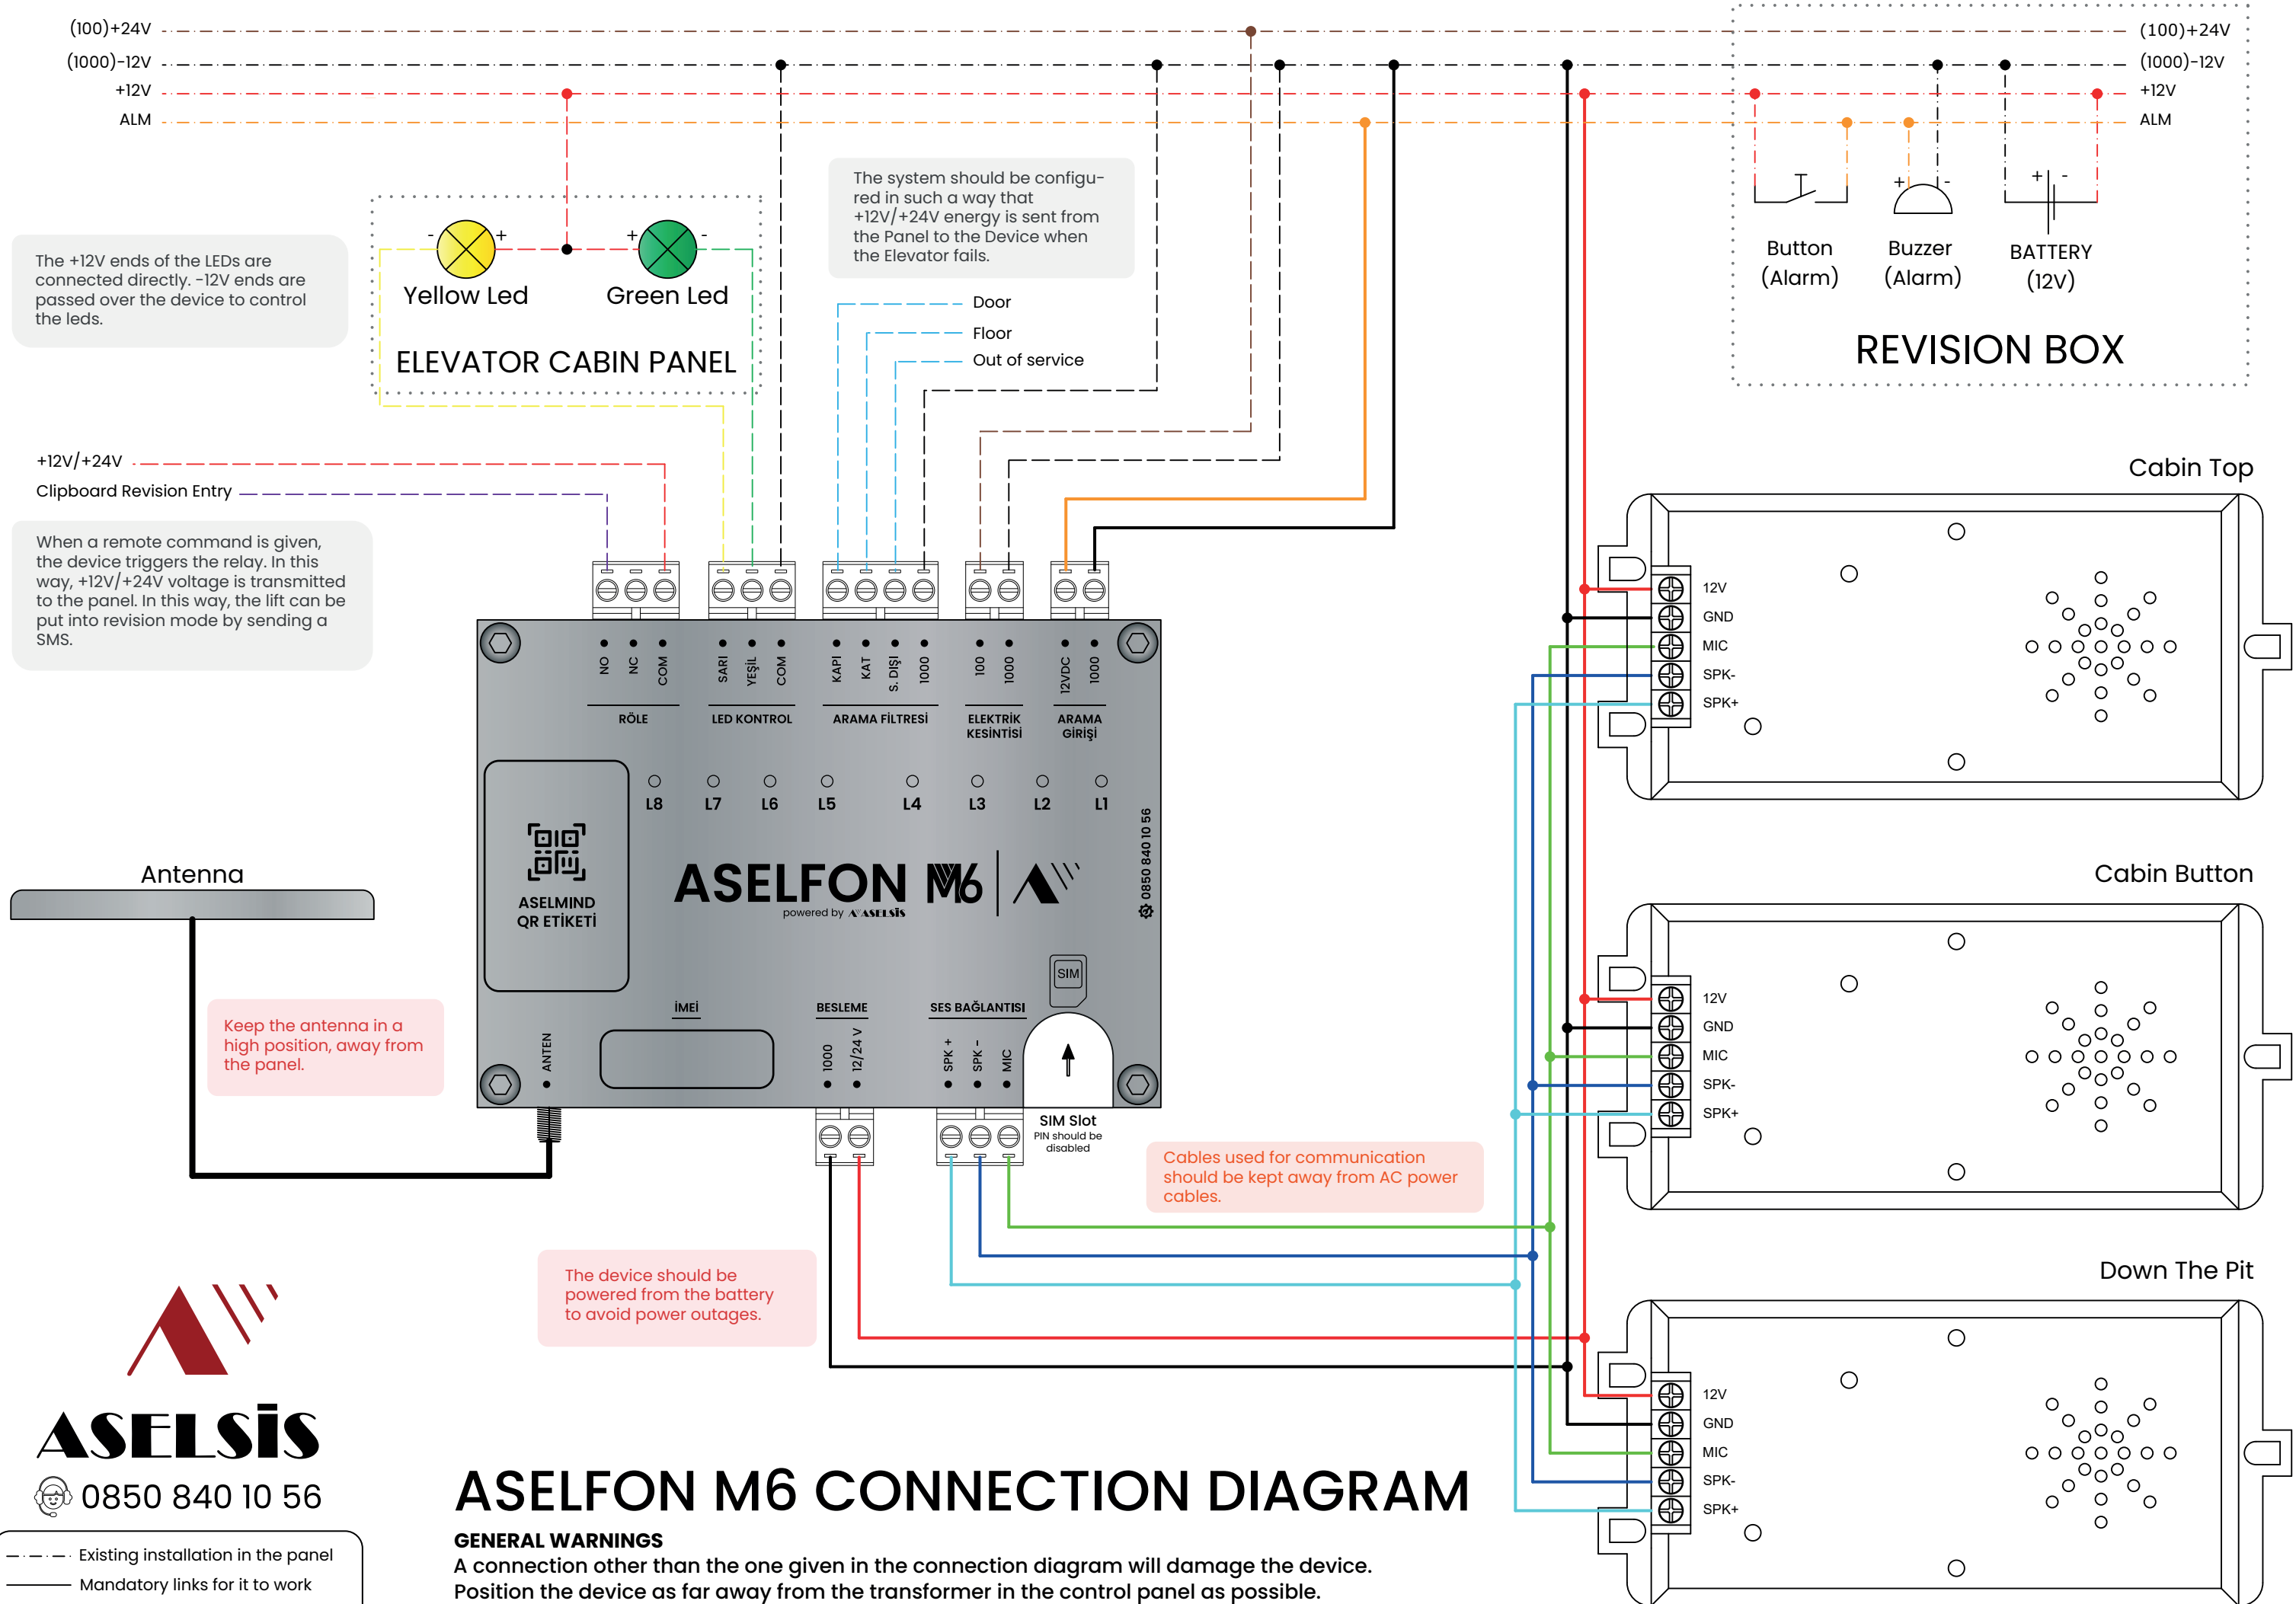 (100)+24V
(1000)-12V
+12V
ALM
(100)+24V
(1000)-12V
+12V
ALM
The +12V ends of the LEDs are
connected directly. -12V ends are
passed over the device to control
the leds.
- +
+ -
Yellow Led
Green Led
ELEVATOR CABIN PANEL
The system should be configu-
red in such a way that
+12V/+24V energy is sent from
the Panel to the Device when
the Elevator fails.
Door
Floor
Out of service
+ -
+ -
Button
(Alarm)
Buzzer
(Alarm)
BATTERY
(12V)
REVISION BOX
+12V/+24V
Clipboard Revision Entry
When a remote command is given,
the device triggers the relay. In this
way, +12V/+24V voltage is transmitted
to the panel. In this way, the lift can be
put into revision mode by sending a
SMS.
NO
NC
COM
RÖLE
SARI
YEŞİL
COM
LED KONTROL
KAPI
KAT
S. DIŞI
1000
ARAMA FİLTRESİ
100
1000
ELEKTRİK
KESİNTİSİ
12VDC
1000
ARAMA
GİRİŞİ
L8
L7
L6
L5
L4
L3
L2
L1
ASELMIND
QR ETİKETİ
ASELFON M6
powered by ASELSİS
0850 840 10 56
SIM
İMEİ
BESLEME
SES BAĞLANTISI
ANTEN
1000
12/24 V
SPK +
SPK -
MIC
SIM Slot
PIN should be
disabled
Antenna
Keep the antenna in a
high position, away from
the panel.
Cables used for communication
should be kept away from AC power
cables.
The device should be
powered from the battery
to avoid power outages.
Cabin Top
12V
GND
MIC
SPK-
SPK+
Cabin Button
12V
GND
MIC
SPK-
SPK+
Down The Pit
12V
GND
MIC
SPK-
SPK+
ASELSİS
0850 840 10 56
Existing installation in the panel
Mandatory links for it to work
ASELFON M6 CONNECTION DIAGRAM
GENERAL WARNINGS
A connection other than the one given in the connection diagram will damage the device.
Position the device as far away from the transformer in the control panel as possible.